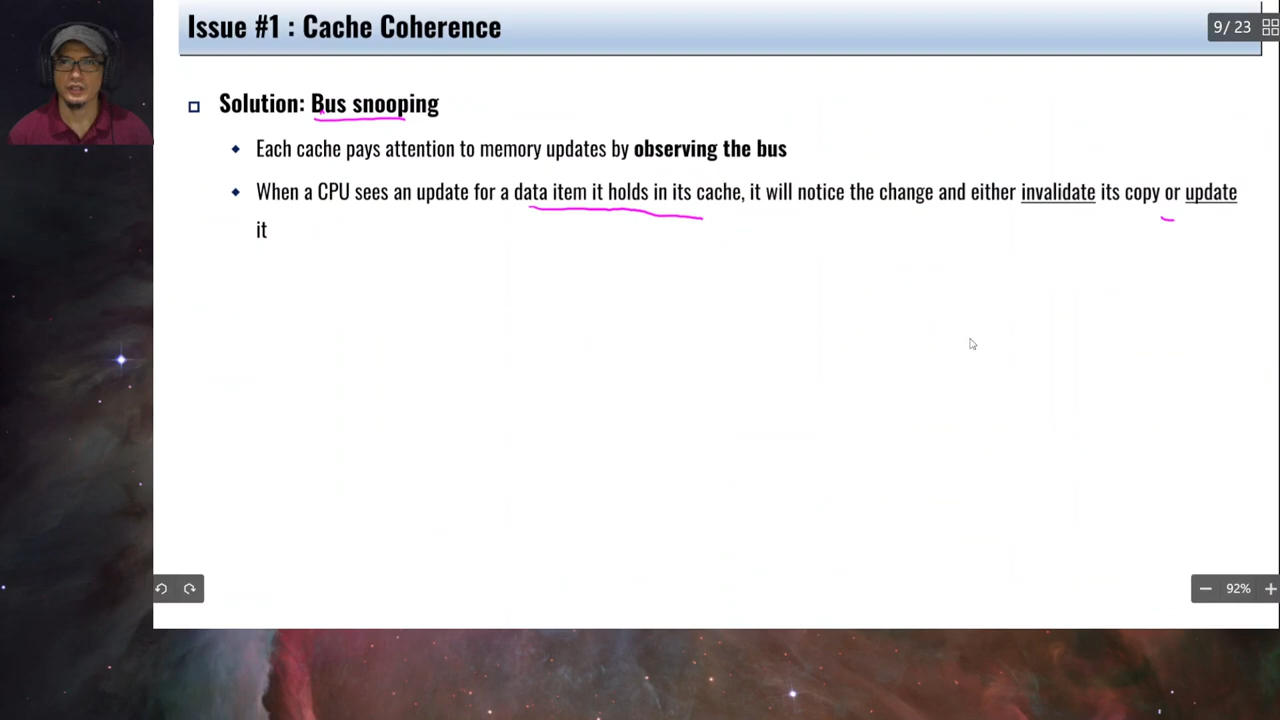 Issue #1 : Cache Coherence
9/ 23
Solution: Bus snooping
Each cache pays attention to memory updates by observing the bus
When a CPU sees an update for a data item it holds in its cache, it will notice the change and either invalidate its copy or update
it
92%